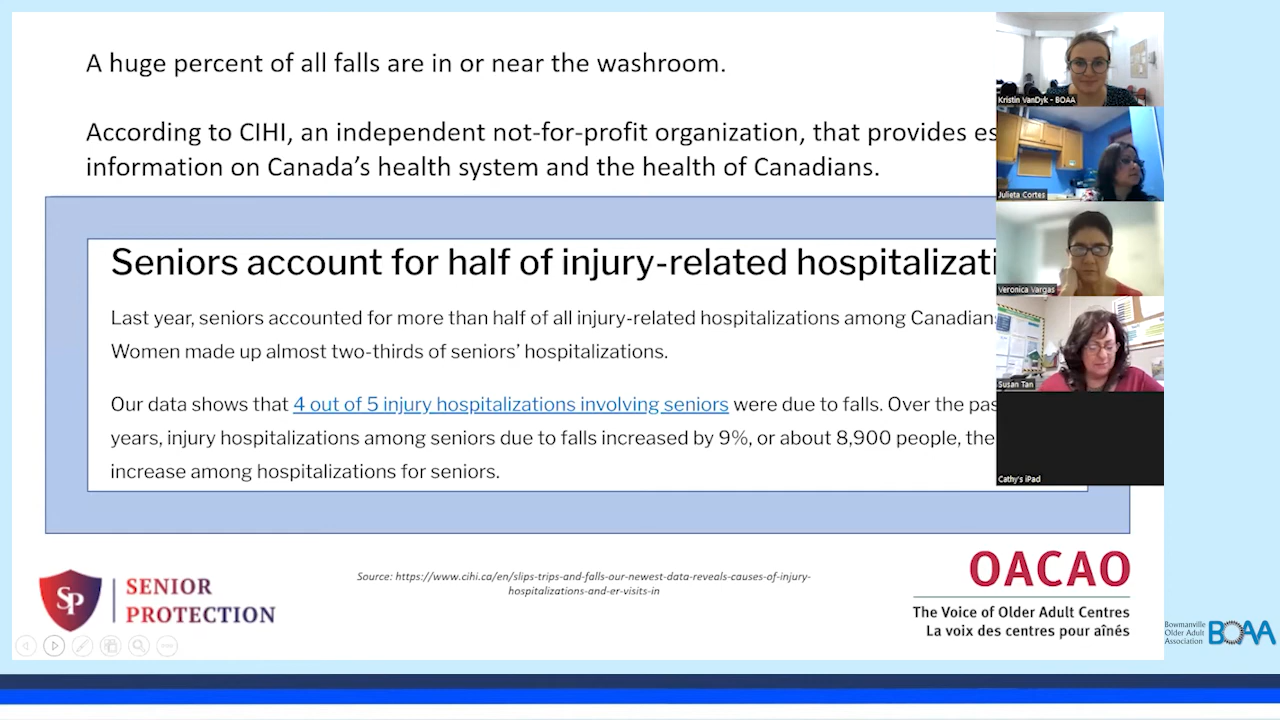 A huge percent of all falls are in or near the washroom.
According to CIHI, an independent not-for-profit organization, that provides
information on Canada's health system and the health of Canadians.
Seniors account for half of injury-related
Last year, seniors accounted for more than half of all injury-related hospitalizations among
Women made up almost two-thirds of seniors' hospitalizations.
Our data shows that 4 out of 5 injury hospitalizations involving seniors were due to falls. Over the
years, injury hospitalizations among seniors due to falls increased by 9%, or about 8,900 people,
increase among hospitalizations for seniors.
Source: https://www.cihi.ca/en/slips-trips-and-falls-our-newest-data-reveals-causes-of-injury-
hospitalizations-and-er-visits-in
SP
SENIOR
PROTECTION
OACAO
The Voice of Older Adult Centres
La voix des centres pour aînés
Kristin VanDyk - BOAA
Julieta Cortes
Veronica Vargas
Susan Tan
Cathy's iPad
Bowmanville
Older Adult
Association
BOAA